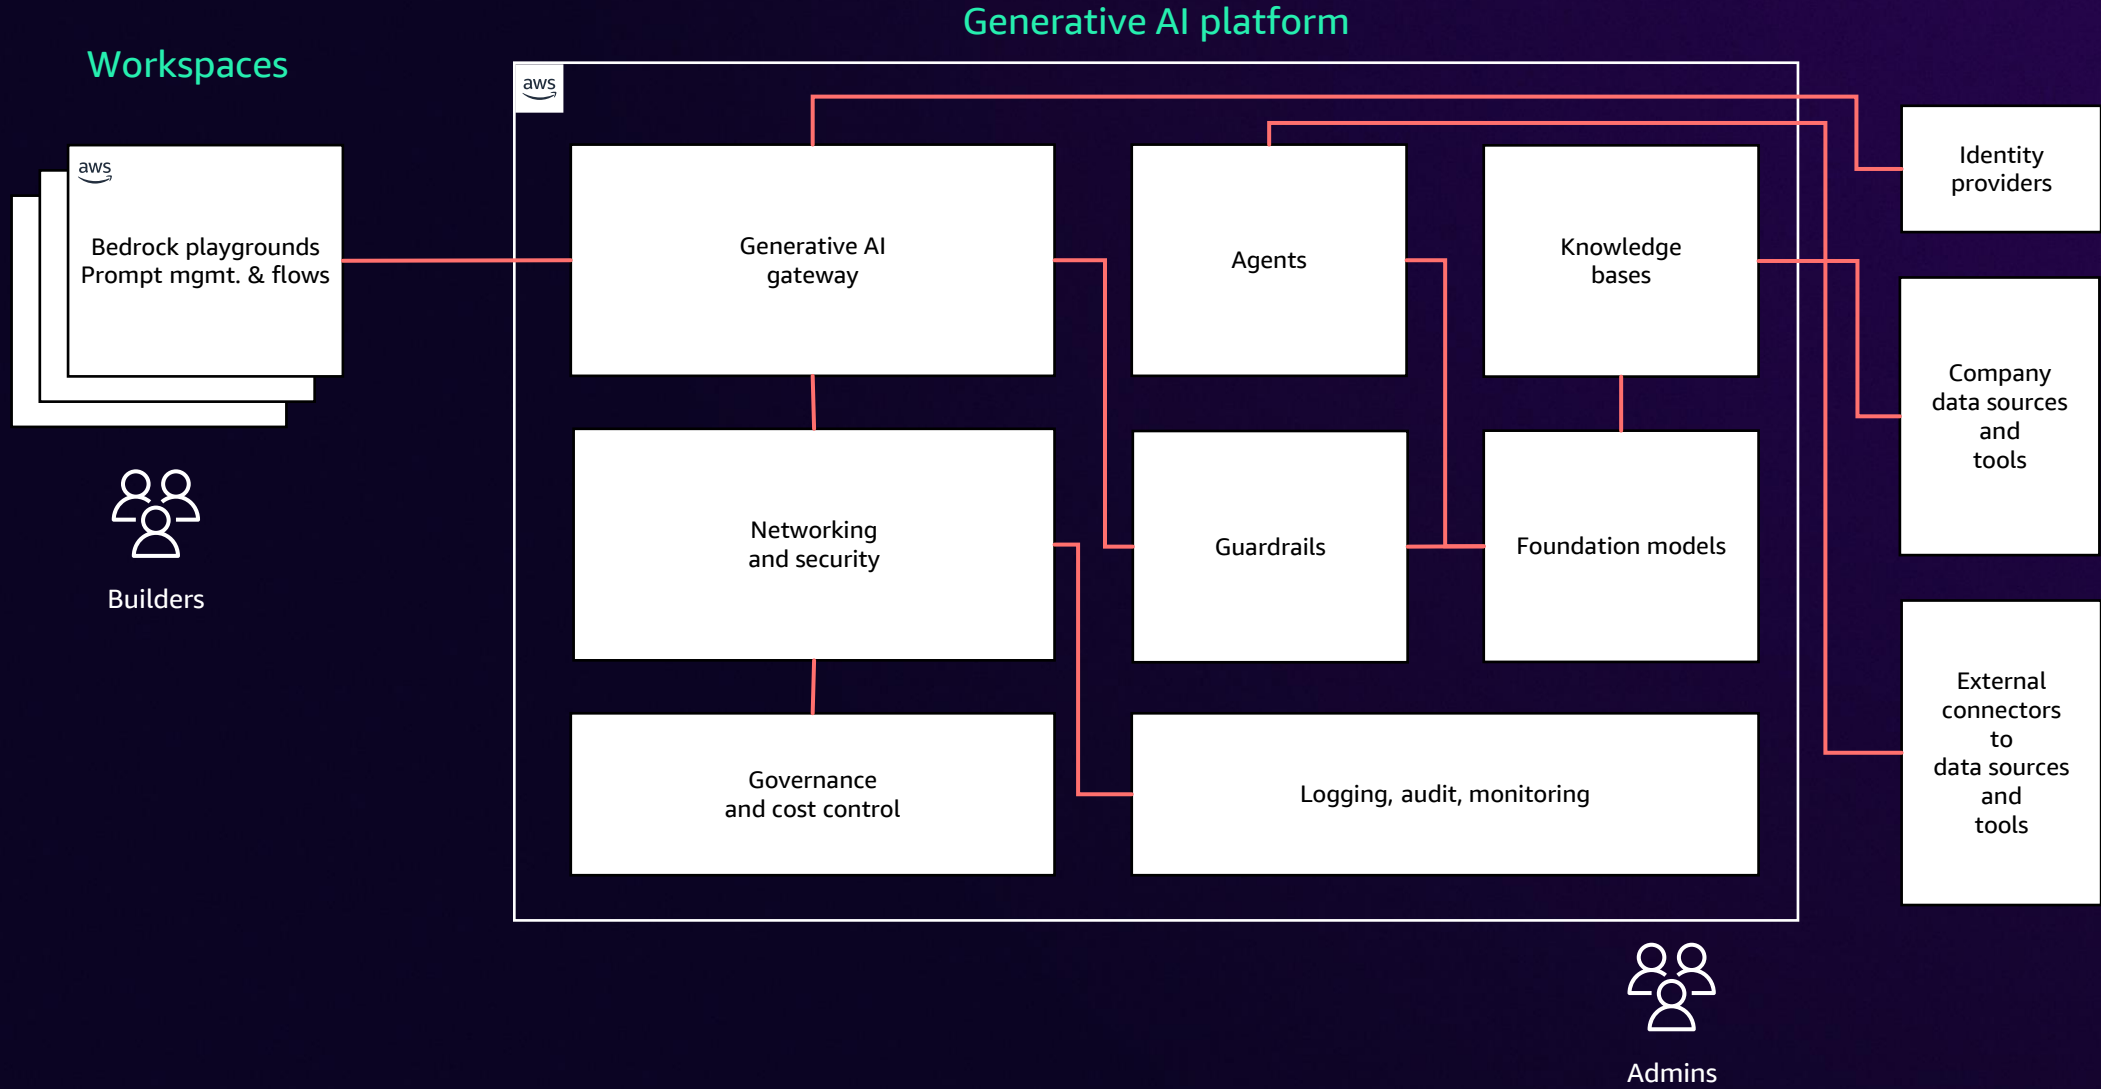 Generative AI platform
Workspaces
aws
aws
Bedrock playgrounds
Prompt mgmt. & flows
Builders
Generative AI
gateway
Agents
Knowledge
bases
Networking
and security
Guardrails
Foundation models
Governance
and cost control
Logging, audit, monitoring
Identity
providers
Company
data sources
and
tools
External
connectors
to
data sources
and
tools
Admins